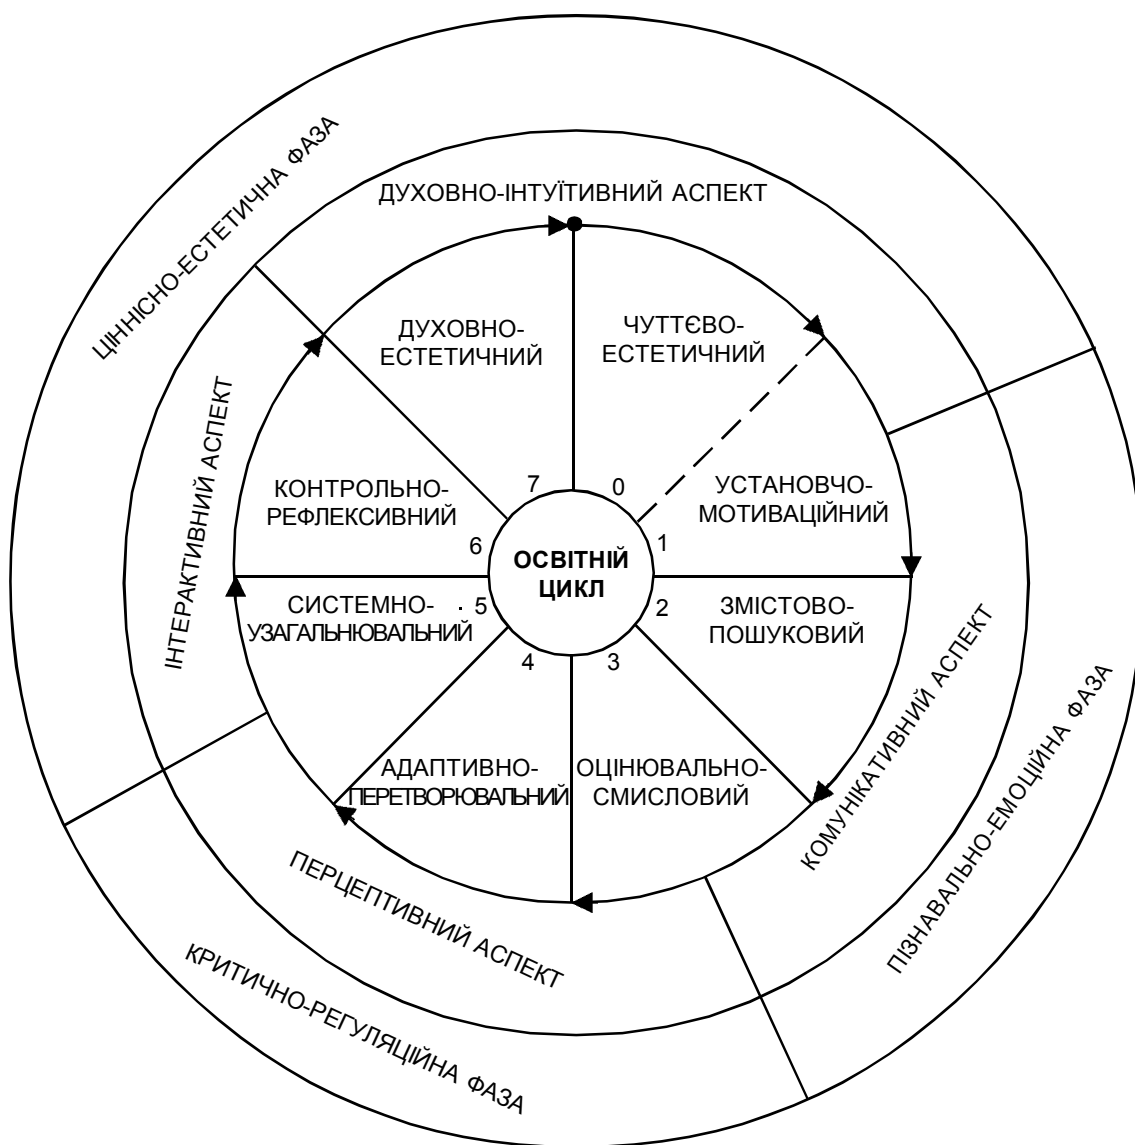 ЦІННІСНО-ЕСТЕТИЧНА ФАЗА
ДУХОВНО-ІНТУЇТИВНИЙ АСПЕКТ
ДУХОВНО-
ЕСТЕТИЧНИЙ
ЧУТТЄВО-
ЕСТЕТИЧНИЙ
ІНТЕРАКТИВНИЙ АСПЕКТ
КОНТРОЛЬНО-
РЕФЛЕКСИВНИЙ
7
0
УСТАНОВЧО-
МОТИВАЦІЙНИЙ
6
1
ОСВІТНІЙ
ЦИКЛ
СИСТЕМНО-
УЗАГАЛЬНЮВАЛЬНИЙ
5
2
ЗМІСТОВО-
ПОШУКОВИЙ
4
3
АДАПТИВНО-
ПЕРЕТВОРЮВАЛЬНИЙ
ОЦІНЮВАЛЬНО-
СМИСЛОВИЙ
КОМУНІКАТИВНИЙ АСПЕКТ
ПІЗНАВАЛЬНО-ЕМОЦІЙНА ФАЗА
ПЕРЦЕПТИВНИЙ АСПЕКТ
КРИТИЧНО-РЕГУЛЯЦІЙНА ФАЗА